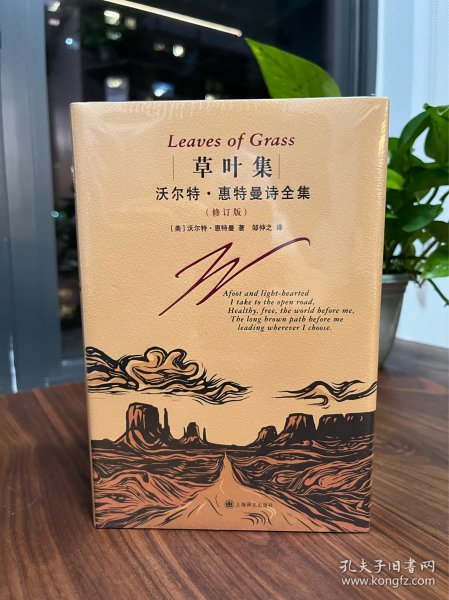 Leaves of Grass
草叶集
沃尔特·惠特曼诗全集
（修订版）
［美］沃尔特·惠特曼 著 邹仲之 译
W
Afoot and light-hearted
I take to the open road,
Healthy, free, the world before me,
The long brown path before me
leading wherever I choose.
上海译文出版社
孔夫子旧书网
www.kongfz.com